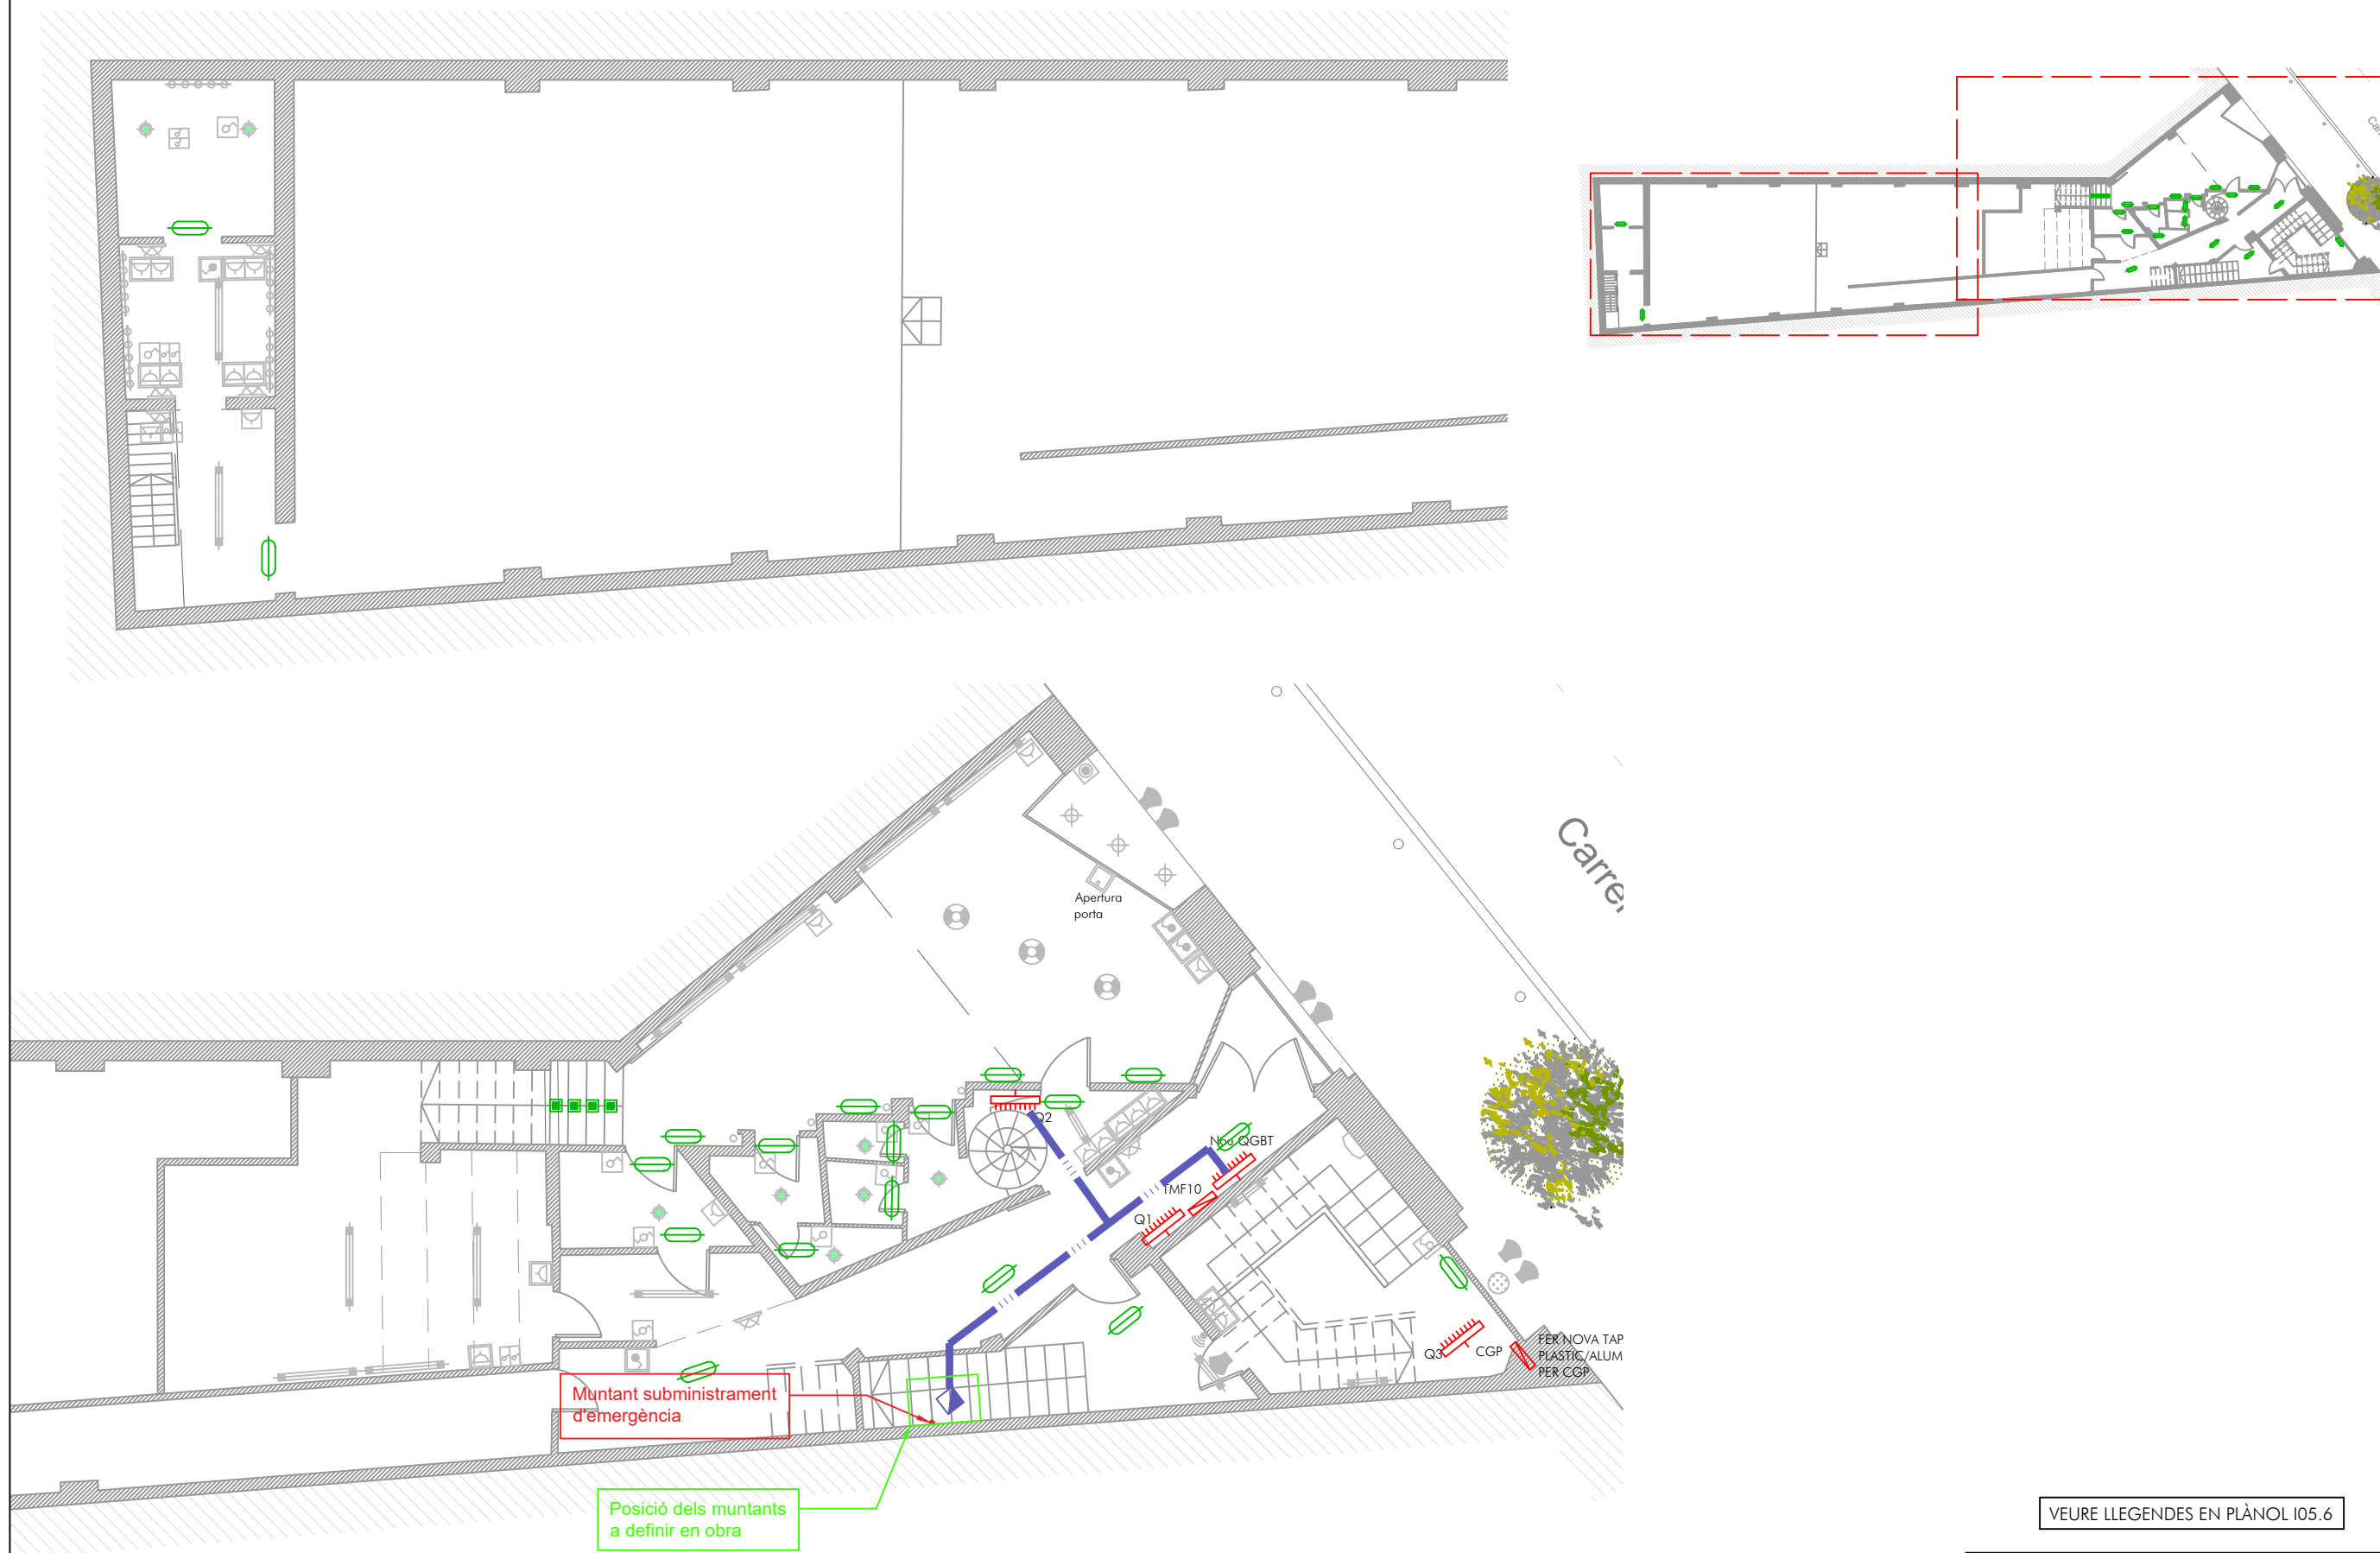 Apertura
porta
Carrer
Q2
Nou QGBT
TMF10
Q1
Q3
CGP
FER NOVA TAP
PLASTIC/ALUM
PER CGP
Muntant subministrament
d'emergència
Posició dels muntants
a definir en obra
VEURE LLEGENDES EN PLÀNOL I05.6